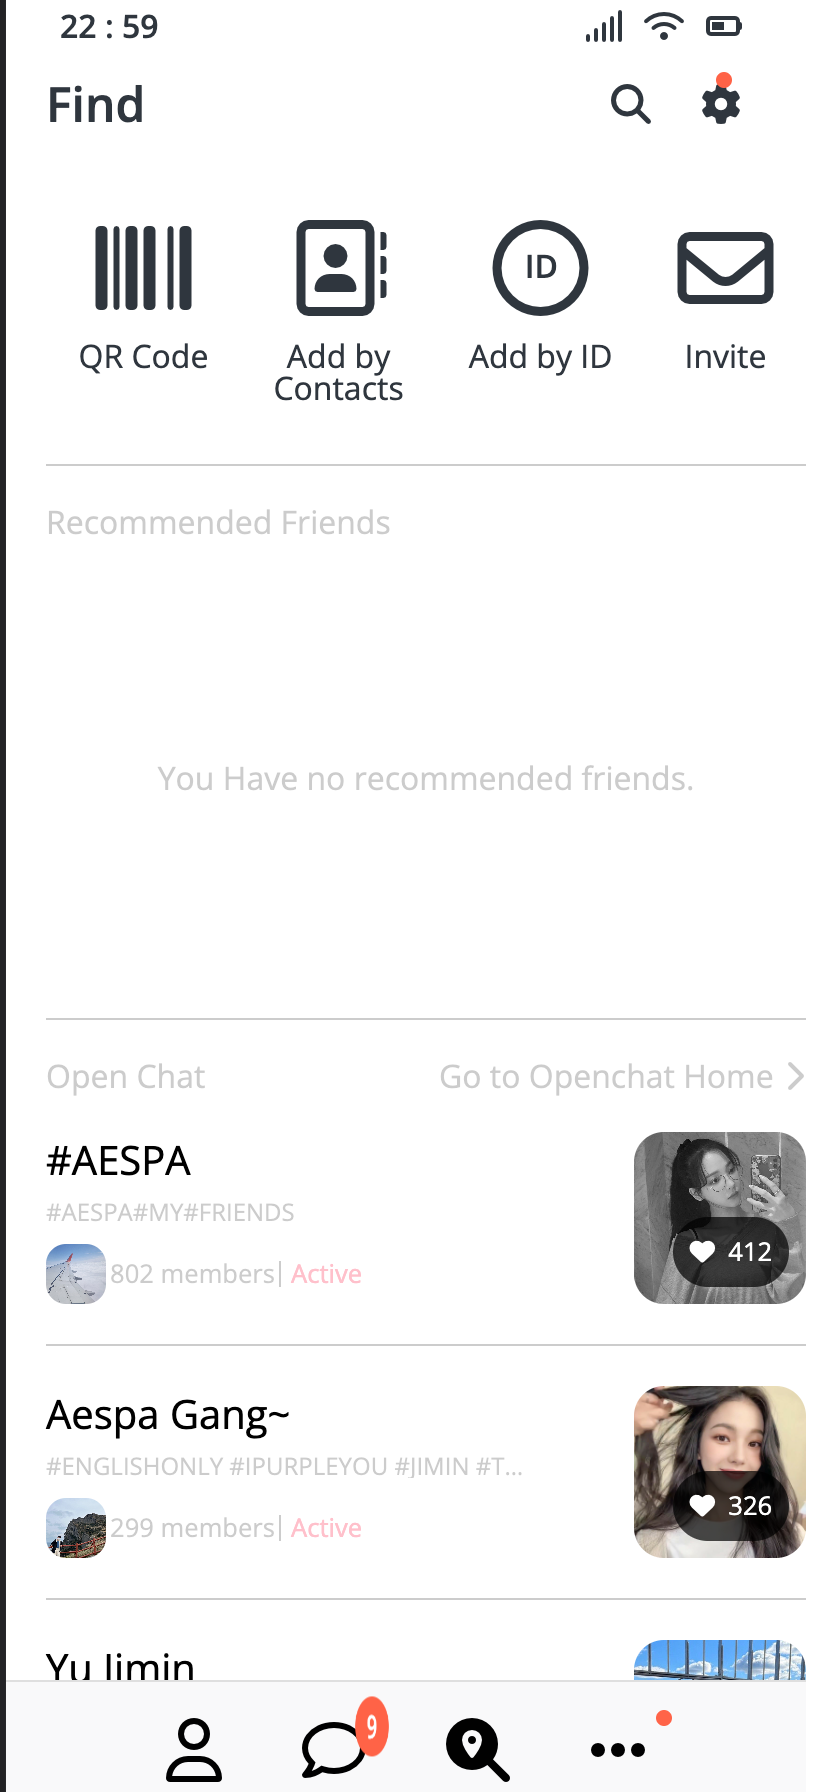 22 : 59
Find
ID
QR Code
Add by
Contacts
Add by ID
Invite
Recommended Friends
You Have no recommended friends.
Open Chat
Go to Openchat Home
#AESPA
#AESPA#MY#FRIENDS
802 members| Active
412
Aespa Gang~
#ENGLISHONLY #IPURPLEYOU #JIMIN #T...
299 members| Active
326
Yu Jimin
9